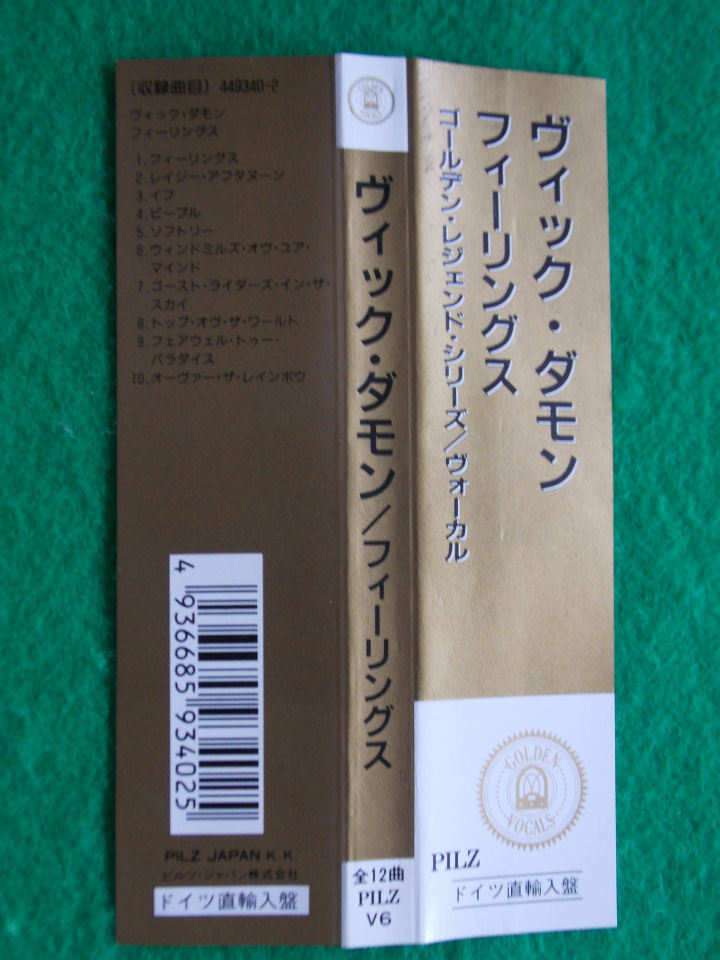 (収録曲目) 449340-2
ヴィック・ダモン
フィーリングス
1. フィーリングス
2. レイジー・アフタヌーン
3. イフ
4. ピープル
5. ソフトリー
6. ウィンドミルズ・オヴ・ユア・
マインド
7. ゴースト・ライダーズ・イン・ザ・
スカイ
8. トップ・オヴ・ザ・ワールド
9. フェアウェル・トゥー・
パラダイス
10. オーヴァー・ザ・レインボウ
4 936685 934025
PILZ JAPAN K.K.
ピルツ・ジャパン株式会社
ドイツ直輸入盤
GOLDEN
VOCALS
ヴィック・ダモン/フィーリングス
全12曲
PILZ
V6
ヴィック・ダモン
フィーリングス
ゴールデン・レジェンド・シリーズ/ヴォーカル
GOLDEN
VOCALS
PILZ
ドイツ直輸入盤